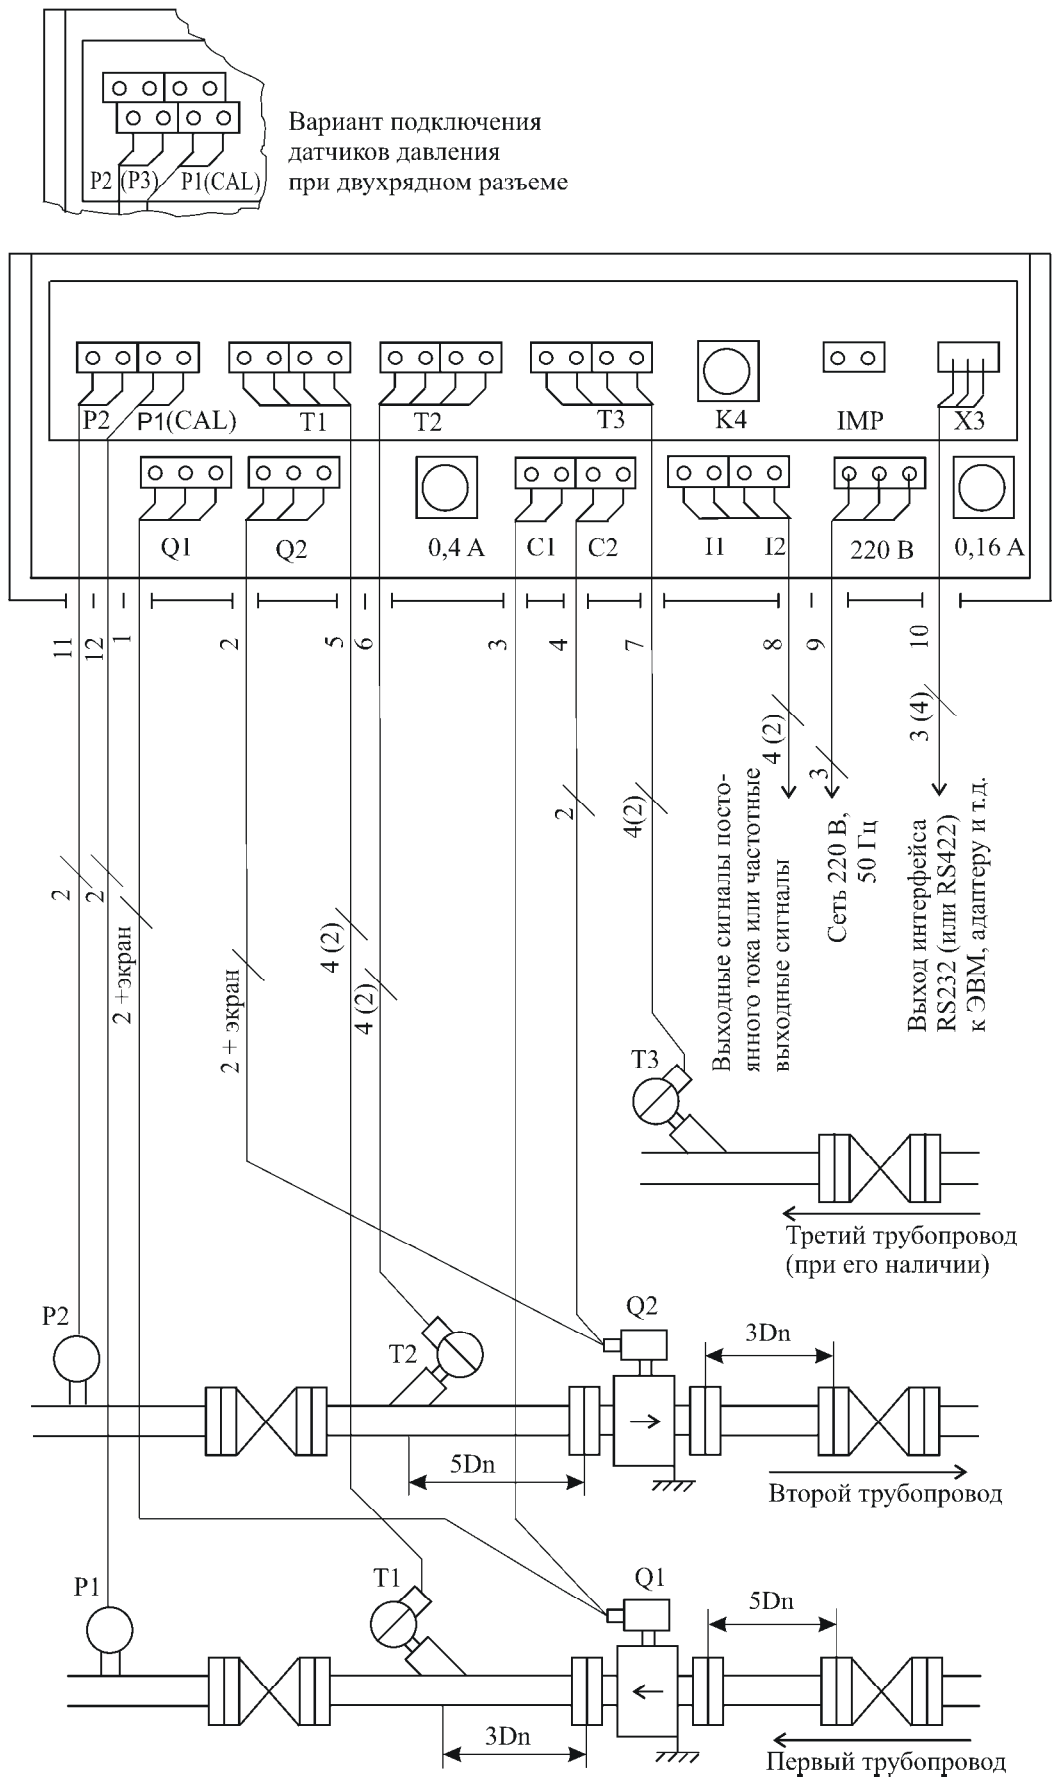 P2 (P3) P1(CAL)
Вариант подключения
датчиков давления
при двухрядном разъеме
P2 P1(CAL) T1 T2 T3 K4 IMP X3
Q1 Q2 0,4 А C1 C2 I1 I2 220 В 0,16 А
11 12 1 2 5 6 3 4 7 8 9 10
2
2
2 +экран
2 + экран
4 (2)
4 (2)
2
4(2)
4 (2)
3
3 (4)
Выходные сигналы посто-
янного тока или частотные
выходные сигналы
Сеть 220 В,
50 Гц
Выход интерфейса
RS232 (или RS422)
к ЭВМ, адаптеру и т.д.
T3
Третий трубопровод
(при его наличии)
P2
T2
Q2
3Dn
5Dn
Второй трубопровод
P1
T1
Q1
5Dn
3Dn
Первый трубопровод